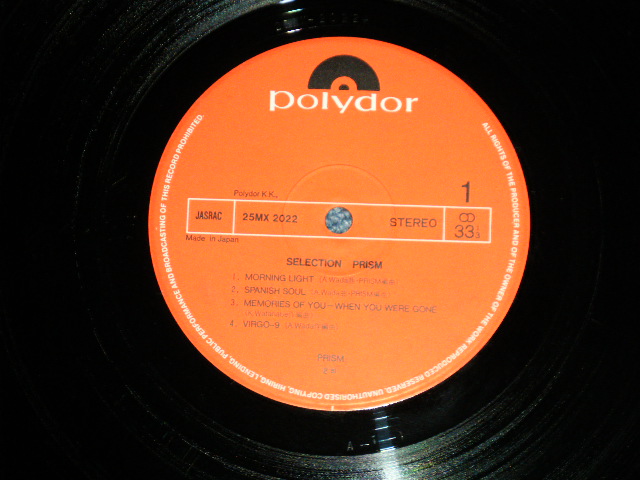 polydor
Polydor K.K.
1
JASRAC
25MX 2022
STEREO
33 1/3
Made in Japan
SELECTION PRISM
1. MORNING LIGHT
2. SPANISH SOUL
3. MEMORIES OF YOU—WHEN YOU WERE GONE
4. VIRGO-9
PRISM
ALL RIGHTS OF THE PRODUCER AND OF THE OWNER OF THE WORK REPRODUCED RESERVED. UNAUTHORISED COPYING, HIRING, LENDING, PUBLIC PERFORMANCE AND BROADCASTING OF THIS RECORD PROHIBITED.